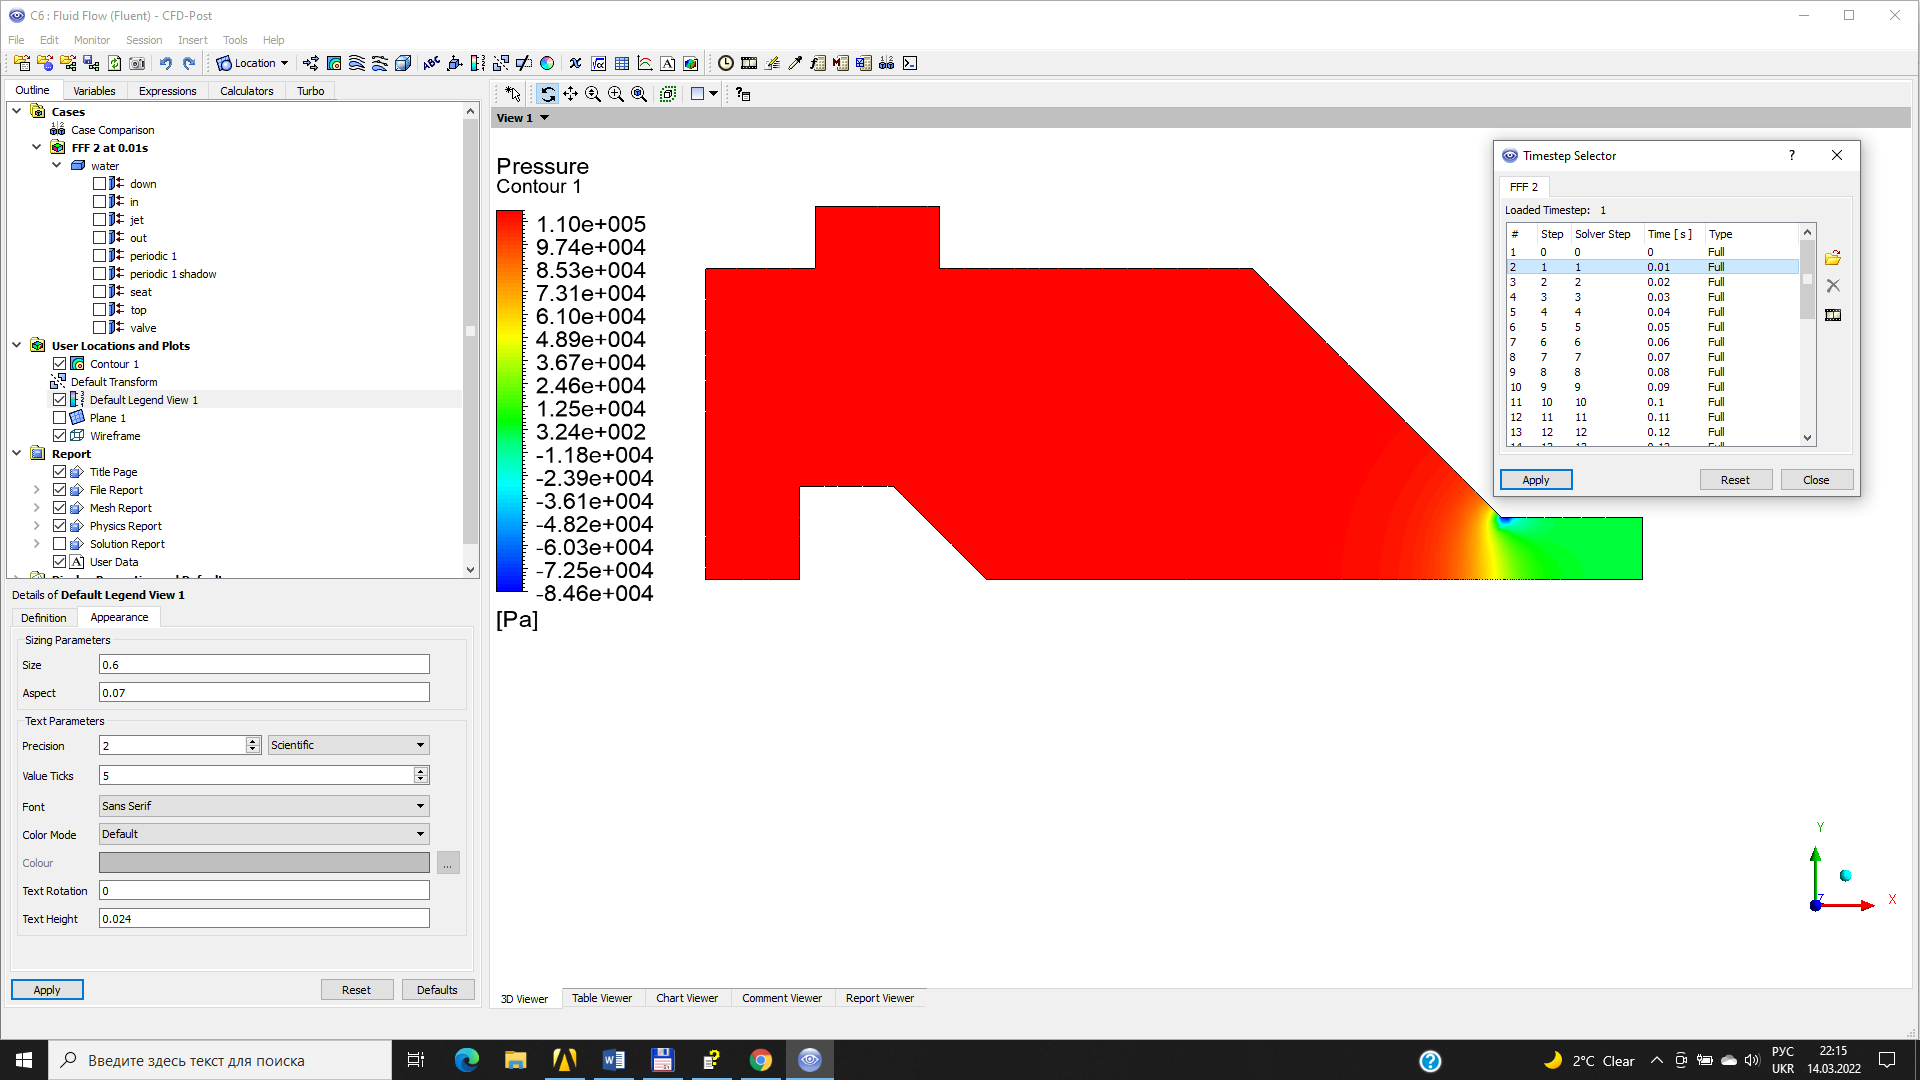 C6 : Fluid Flow (Fluent) - CFD-Post
File Edit Monitor Session Insert Tools Help
Location
Outline Variables Expressions Calculators Turbo
Cases
Case Comparison
FFF 2 at 0.01s
water
down
in
jet
out
periodic 1
periodic 1 shadow
seat
top
valve
User Locations and Plots
Contour 1
Default Transform
Default Legend View 1
Plane 1
Wireframe
Report
Title Page
File Report
Mesh Report
Physics Report
Solution Report
User Data
Details of Default Legend View 1
Definition Appearance
Sizing Parameters
Size 0.6
Aspect 0.07
Text Parameters
Precision 2 Scientific
Value Ticks 5
Font Sans Serif
Color Mode Default
Colour ...
Text Rotation 0
Text Height 0.024
Apply Reset Defaults
View 1
Pressure
Contour 1
1.10e+005
9.74e+004
8.53e+004
7.31e+004
6.10e+004
4.89e+004
3.67e+004
2.46e+004
1.25e+004
3.24e+002
-1.18e+004
-2.39e+004
-3.61e+004
-4.82e+004
-6.03e+004
-7.25e+004
-8.46e+004
[Pa]
Timestep Selector ?
FFF 2
Loaded Timestep: 1
# Step Solver Step Time [ s ] Type
1 0 0 0 Full
2 1 1 0.01 Full
3 2 2 0.02 Full
4 3 3 0.03 Full
5 4 4 0.04 Full
6 5 5 0.05 Full
7 6 6 0.06 Full
8 7 7 0.07 Full
9 8 8 0.08 Full
10 9 9 0.09 Full
11 10 10 0.1 Full
12 11 11 0.11 Full
13 12 12 0.12 Full
Apply Reset Close
Y
X
Z
3D Viewer Table Viewer Chart Viewer Comment Viewer Report Viewer
Введите здесь текст для поиска
2°C Clear
РУС
UKR
22:15
14.03.2022